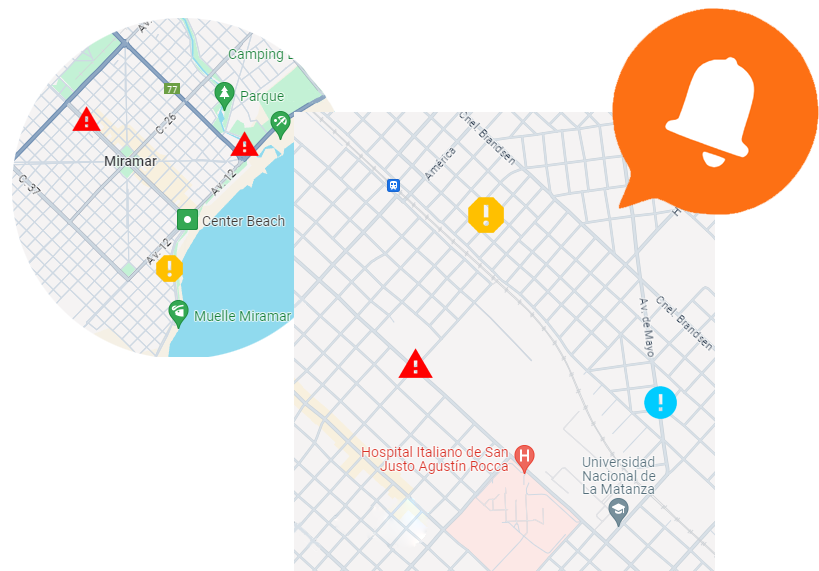 Av.
Camping
77
Parque
C. 26
Miramar
Av. 12
C. 37
Center Beach
Av. 12
Muelle Miramar
Cnel. Brandsen
América
H
Av. de Mayo
Cnel. Brandsen
Hospital Italiano de San
Justo Agustín Rocca
H
Universidad
Nacional de
La Matanza